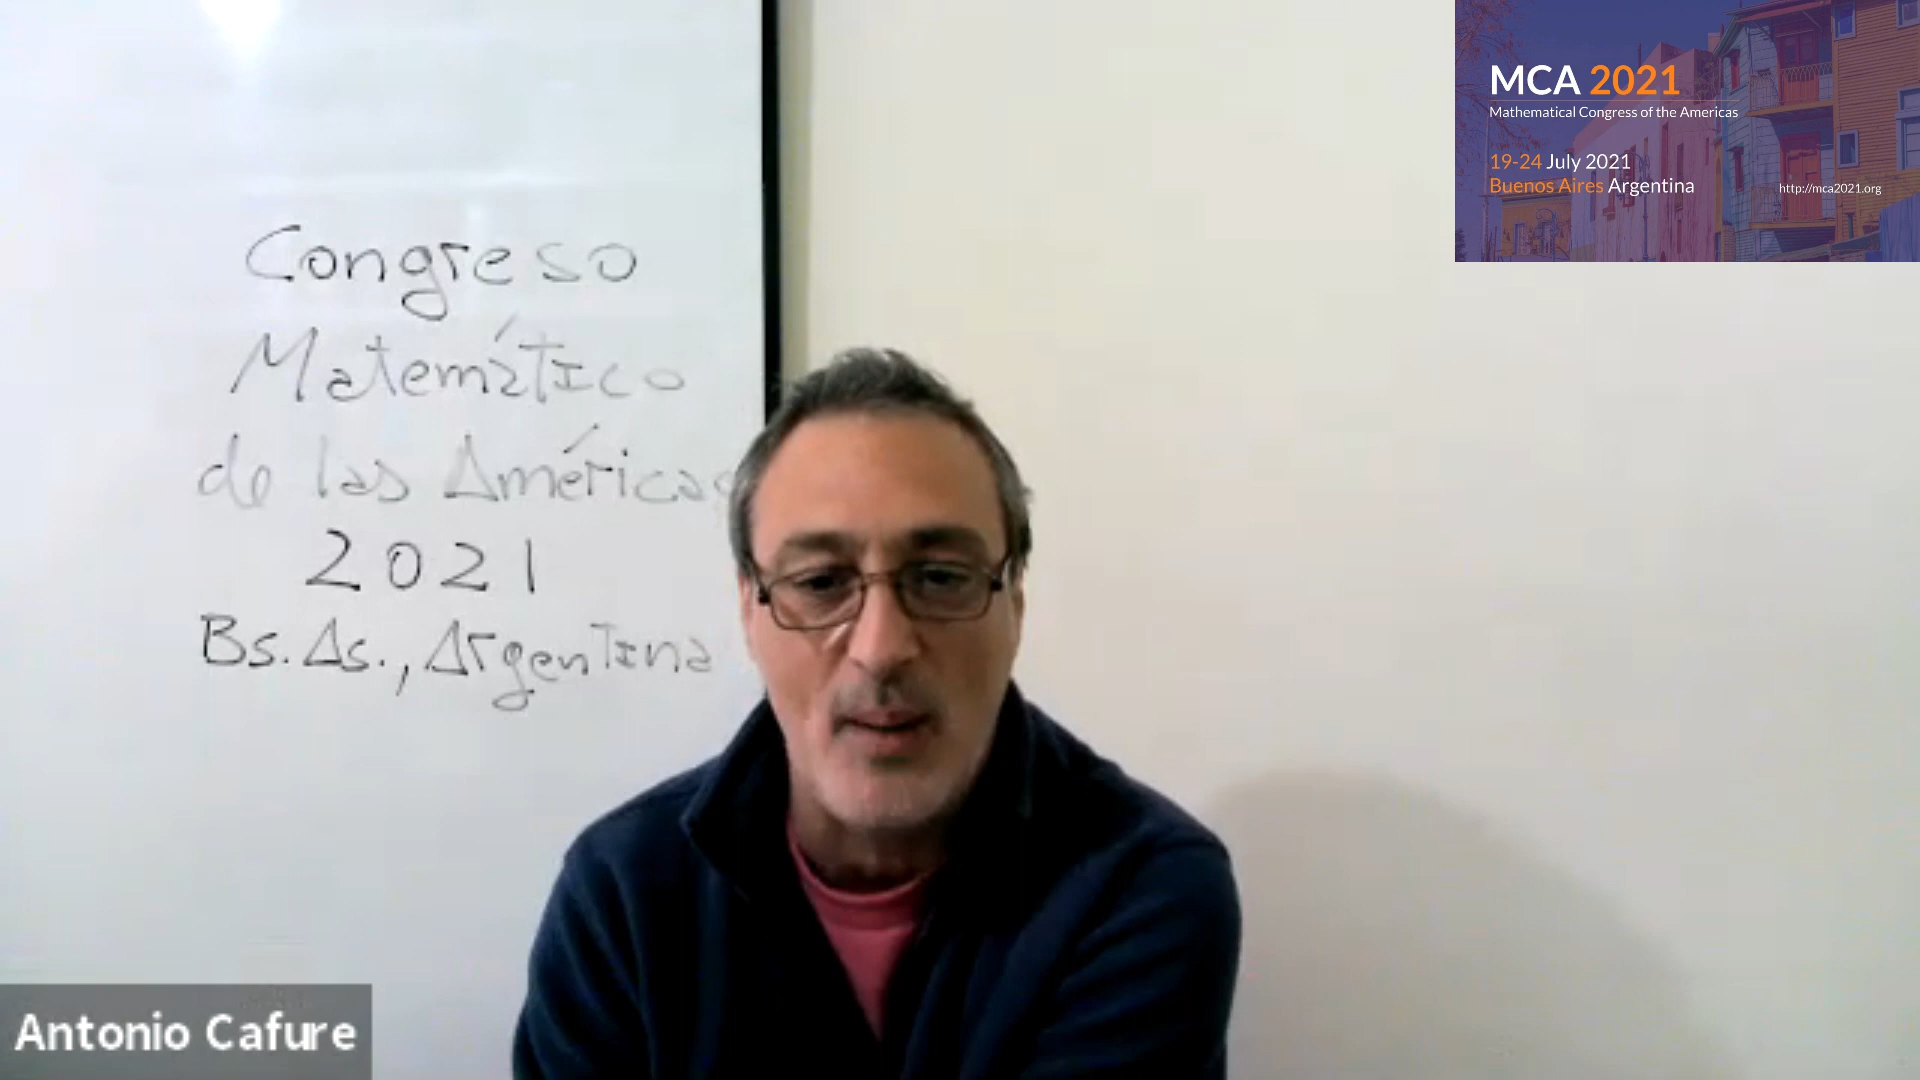 Congreso
Matemático
de las Américas
2021
Bs.As., Argentina
MCA 2021
Mathematical Congress of the Americas
19-24 July 2021
Buenos Aires Argentina
http://mca2021.org
Antonio Cafure